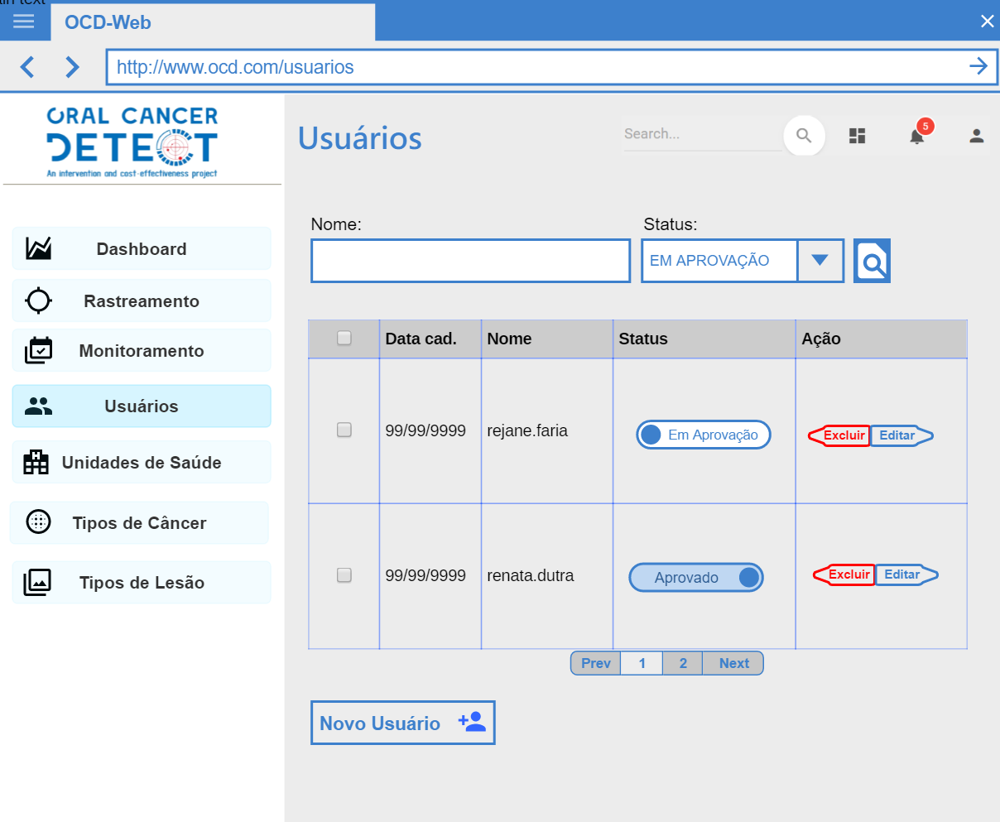 OCD-Web
http://www.ocd.com/usuarios
ORAL CANCER
DETECT
An intervention and cost-effectiveness project
Usuários
Search...
5
Dashboard
Rastreamento
Monitoramento
Usuários
Unidades de Saúde
Tipos de Câncer
Tipos de Lesão
Nome:
Status:
EM APROVAÇÃO
Data cad. Nome Status Ação
99/99/9999 rejane.faria Em Aprovação Excluir Editar
99/99/9999 renata.dutra Aprovado Excluir Editar
Prev 1 2 Next
Novo Usuário